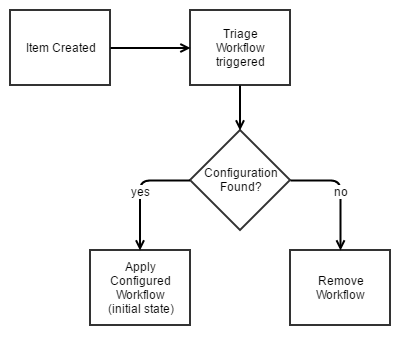 Item Created
Triage
Workflow
triggered
Configuration
Found?
yes
no
Apply
Configured
Workflow
(initial state)
Remove
Workflow